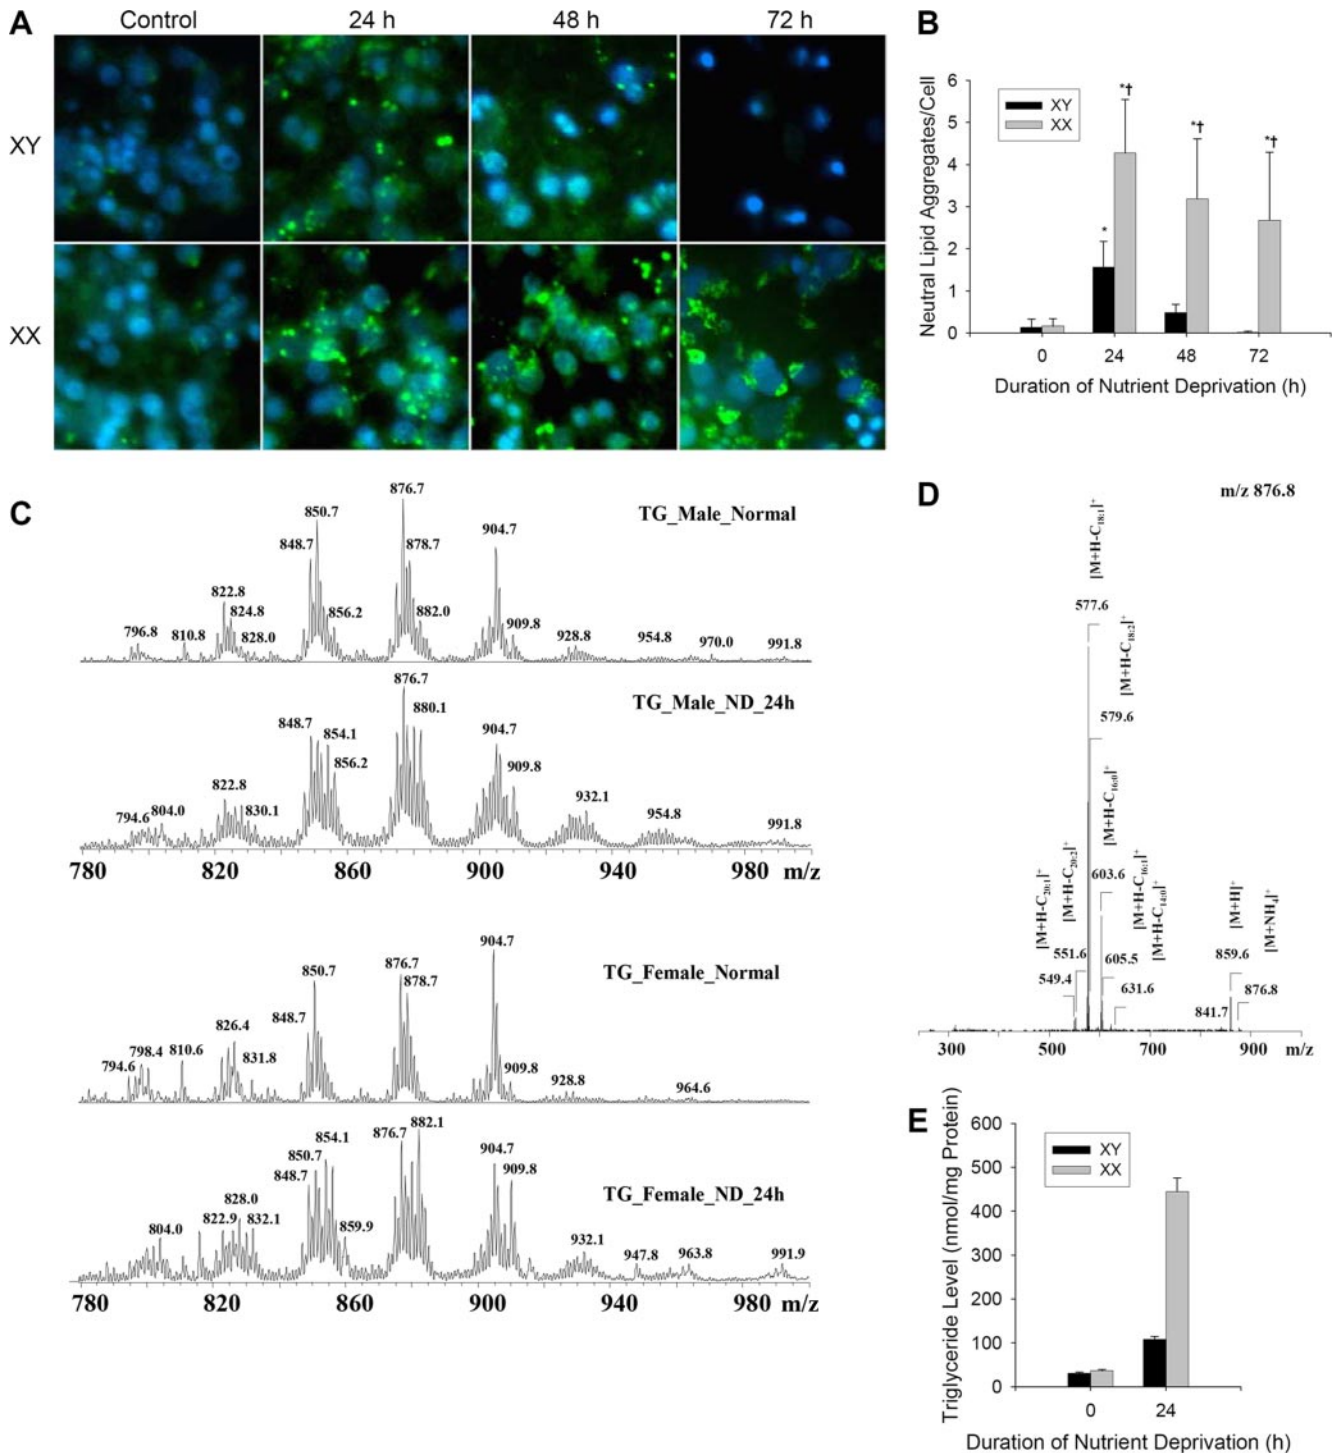 A
Control
24 h
48 h
72 h
XY
XX
B
Neutral Lipid Aggregates/Cell
6
5
4
3
2
1
0
XY
XX
*
*†
*†
*†
0 24 48 72
Duration of Nutrient Deprivation (h)
C
TG_Male_Normal
796.8
810.8
822.8
824.8
828.0
848.7
850.7
856.2
876.7
878.7
882.0
904.7
909.8
928.8
954.8
970.0
991.8
TG_Male_ND_24h
794.6
804.0
822.8
830.1
848.7
854.1
856.2
876.7
880.1
904.7
909.8
932.1
954.8
991.8
780 820 860 900 940 980 m/z
TG_Female_Normal
794.6
798.4
810.6
826.4
831.8
848.7
850.7
876.7
878.7
904.7
909.8
928.8
964.6
TG_Female_ND_24h
804.0
822.9
828.0
832.1
848.7
850.7
854.1
859.9
876.7
882.1
904.7
909.8
932.1
947.8
963.8
991.9
780 820 860 900 940 980 m/z
D
m/z 876.8
[M+H-C18:1]+
577.6
[M+H-C18:2]+
579.6
[M+H-C16:0]+
603.6
[M+H-C20:1]+
549.4
[M+H-C20:2]+
551.6
[M+H-C16:1]+
605.5
[M+H-C14:0]+
631.6
[M+H]+
859.6
[M+NH4]+
876.8
841.7
300 500 700 900 m/z
E
Triglyceride Level (nmol/mg Protein)
600
500
400
300
200
100
0
XY
XX
0 24
Duration of Nutrient Deprivation (h)